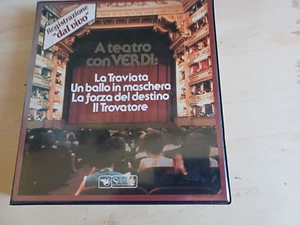 Registrazione
"dal vivo"
A teatro
con VERDI:
La Traviata
Un ballo in maschera
La forza del destino
Il Trovatore